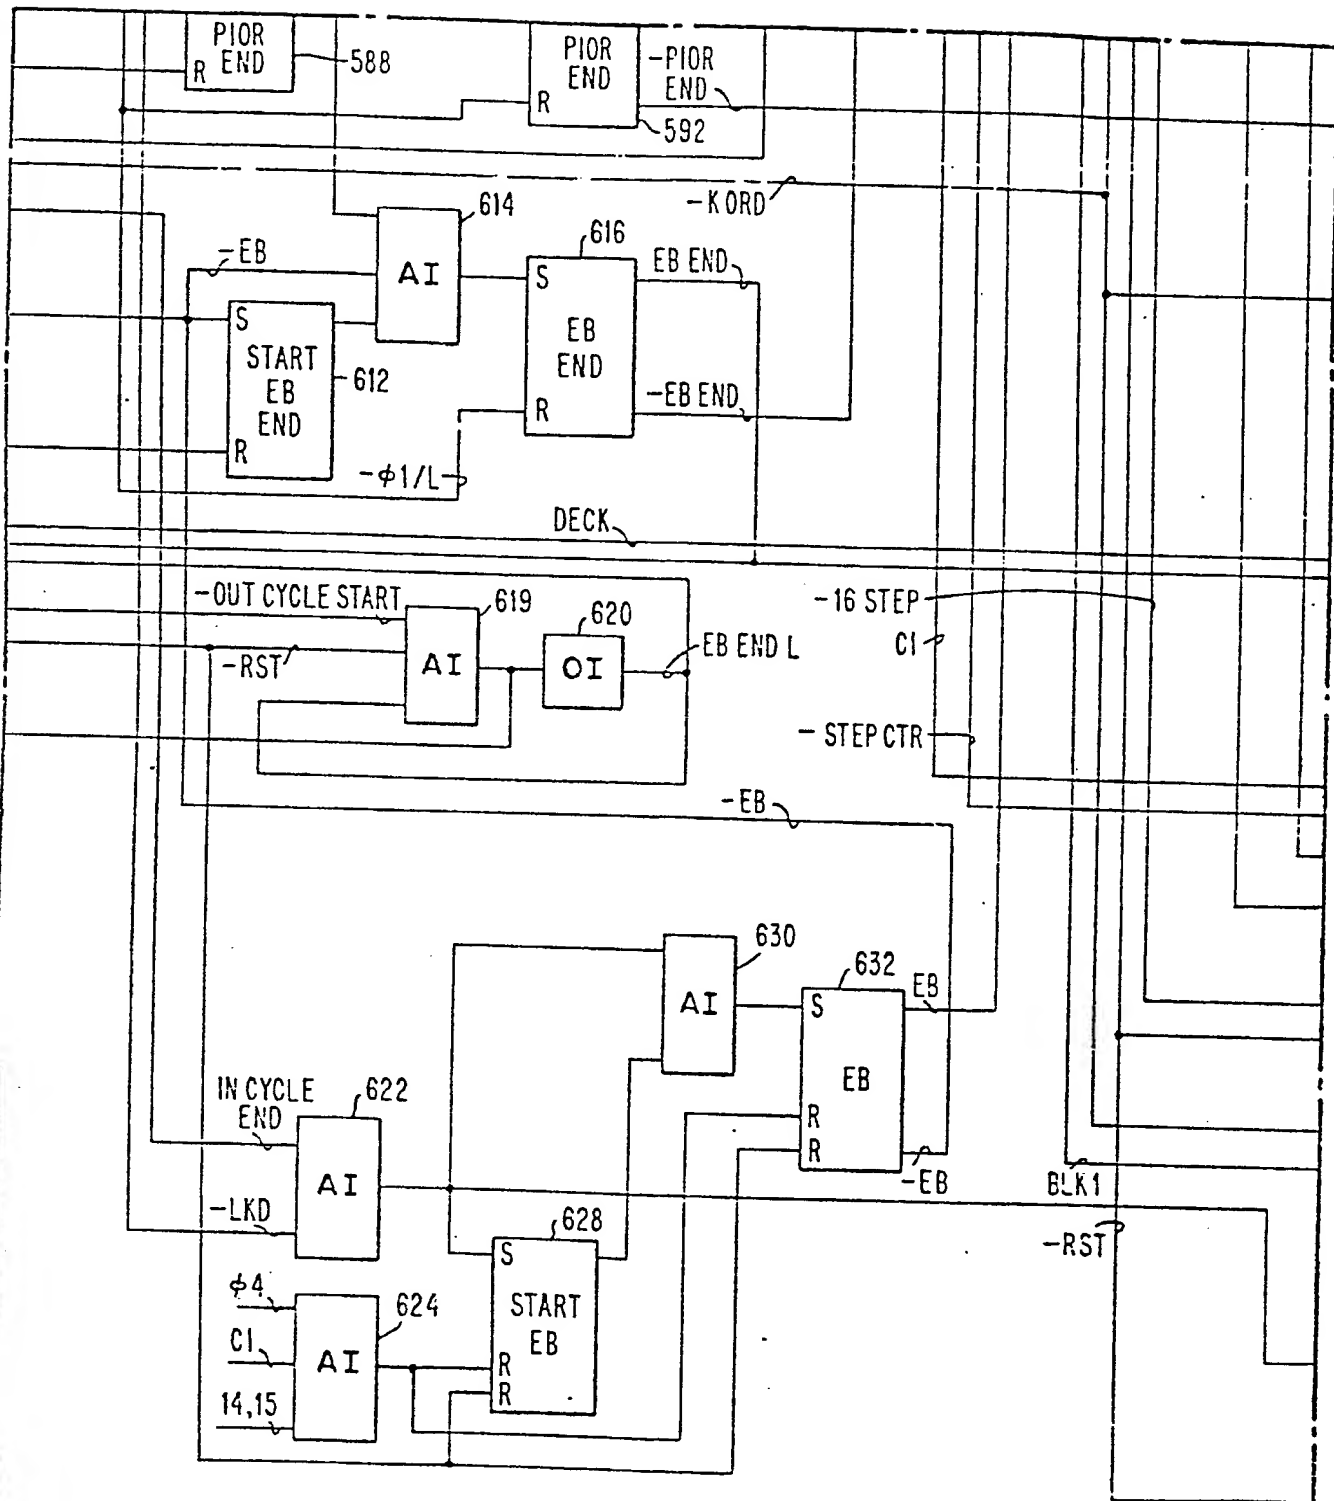 PIOR
END
R
588
PIOR
END
R
592
-PIOR
END
-KORD
614
-EB
AI
616
S
EB
END
R
EB END
-EB END
S
START
EB
END
R
612
-ϕ1/L
DECK
-OUT CYCLE START
619
-RST
AI
620
OI
EB END L
-16 STEP
C1
-STEP CTR
-EB
630
AI
632
S
EB
R
R
EB
-EB
IN CYCLE
END
622
AI
-LKD
BLK1
-RST
628
S
START
EB
R
R
ϕ4
624
C1
AI
14,15